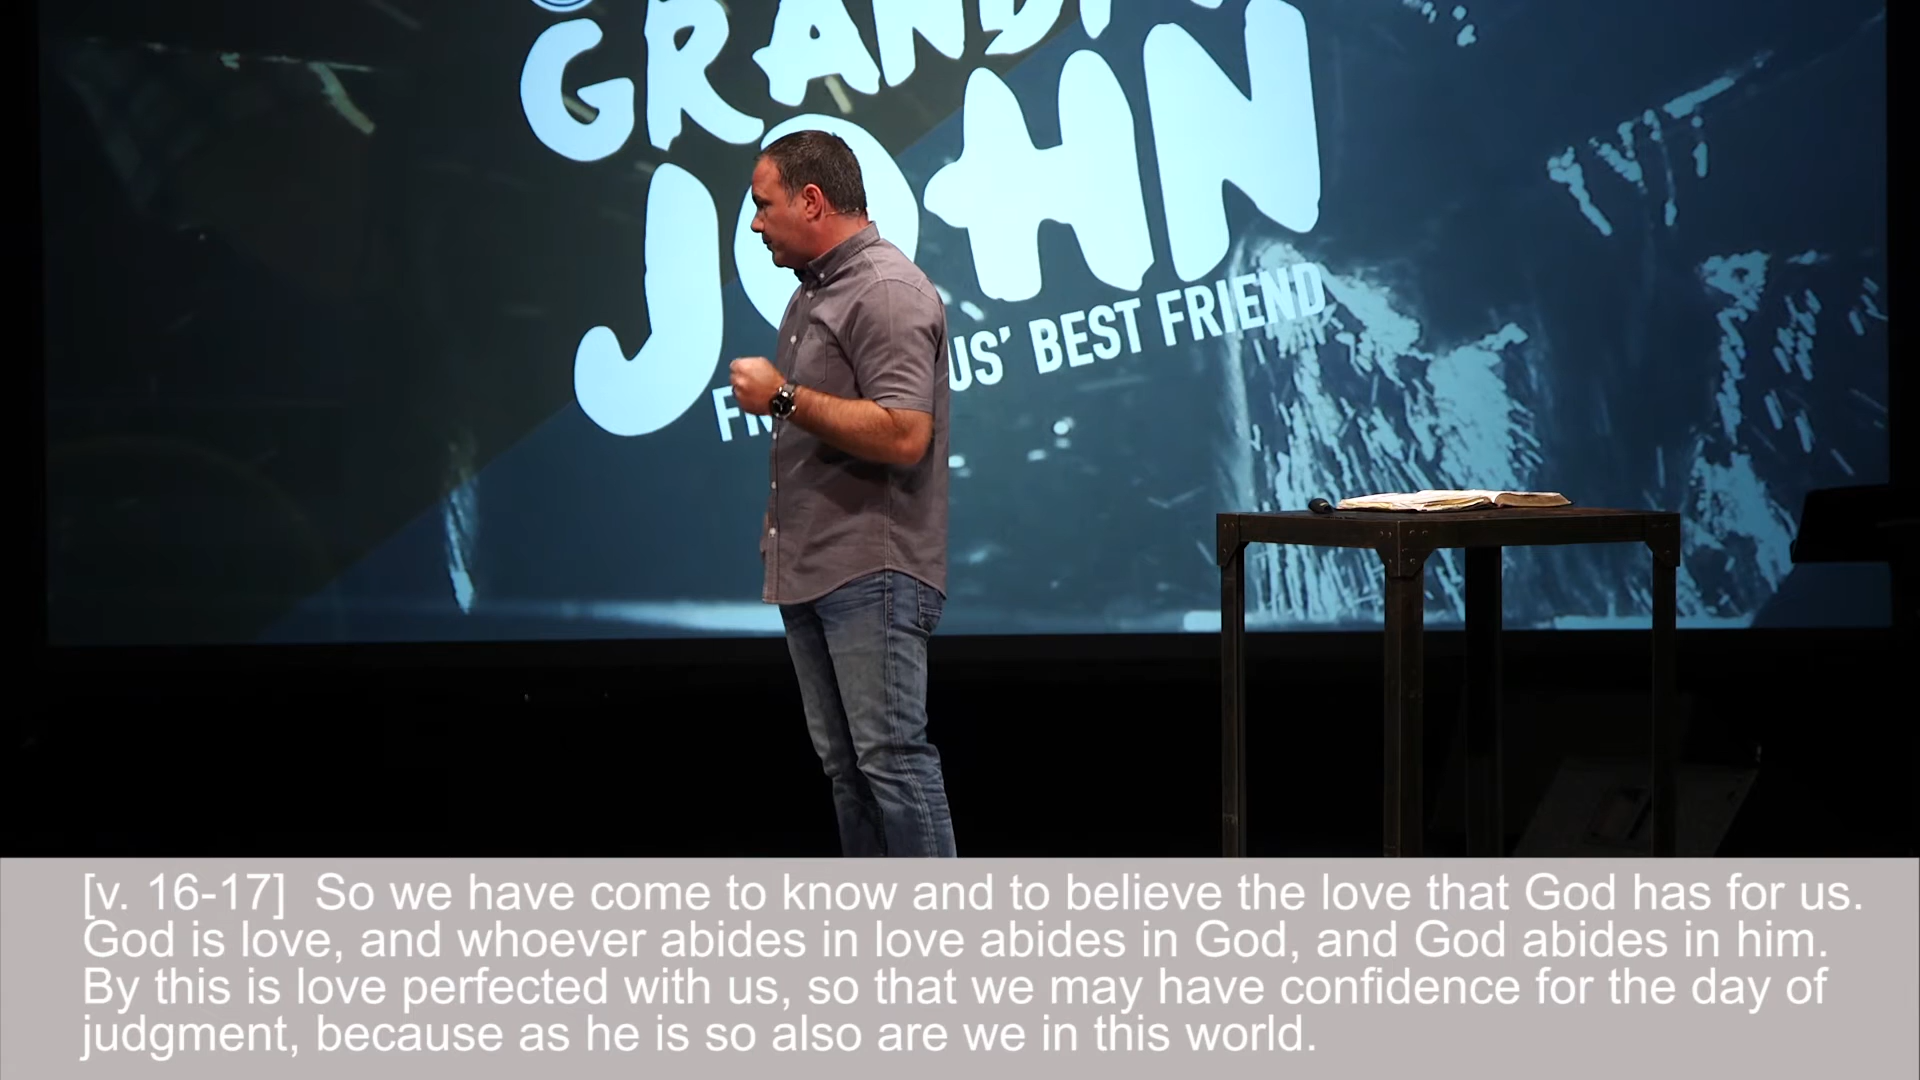 JOHN
US' BEST FRIEND
[v. 16-17] So we have come to know and to believe the love that God has for us.
God is love, and whoever abides in love abides in God, and God abides in him.
By this is love perfected with us, so that we may have confidence for the day of
judgment, because as he is so also are we in this world.